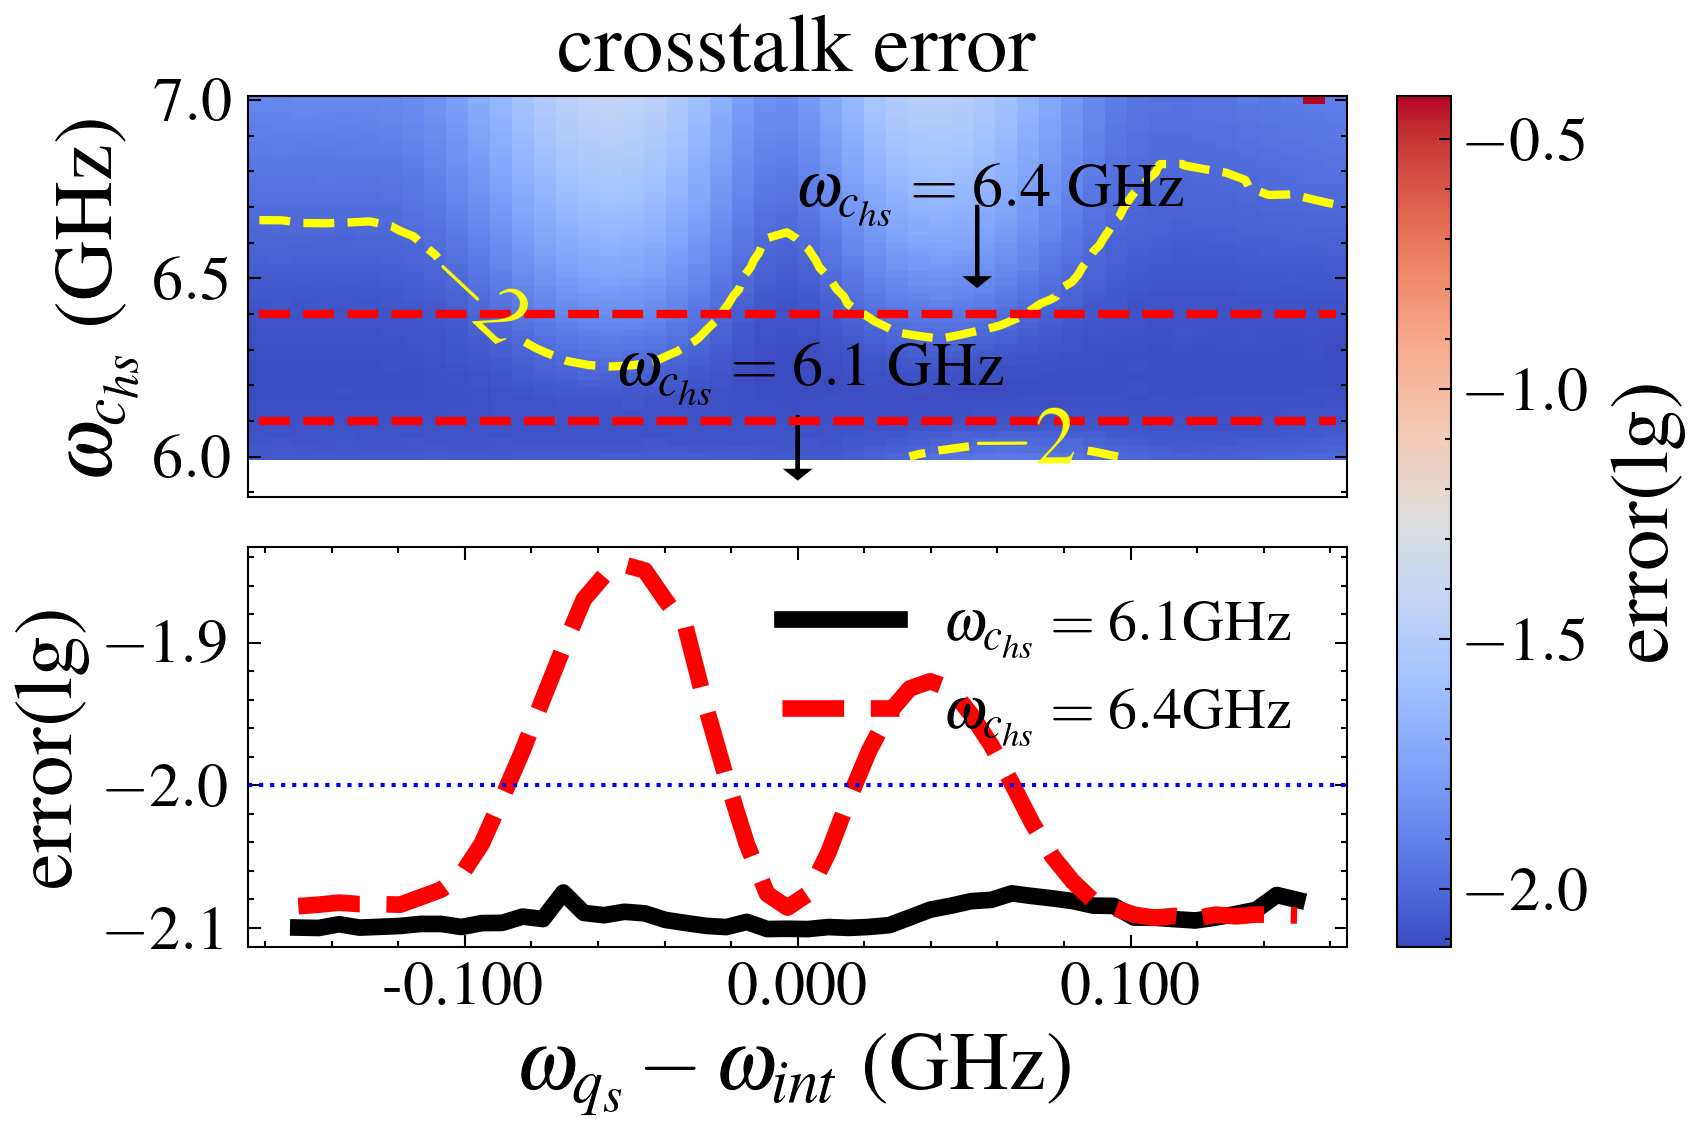 crosstalk error
7.0
6.5
6.0
ω_{c_{hs}} (GHz)
ω_{c_{hs}} = 6.4 GHz
−2
ω_{c_{hs}} = 6.1 GHz
−2
−0.5
−1.0
−1.5
−2.0
error(lg)
−1.9
−2.0
−2.1
error(lg)
ω_{c_{hs}} = 6.1GHz
ω_{c_{hs}} = 6.4GHz
-0.100 0.000 0.100
ω_{q_s} − ω_{int} (GHz)